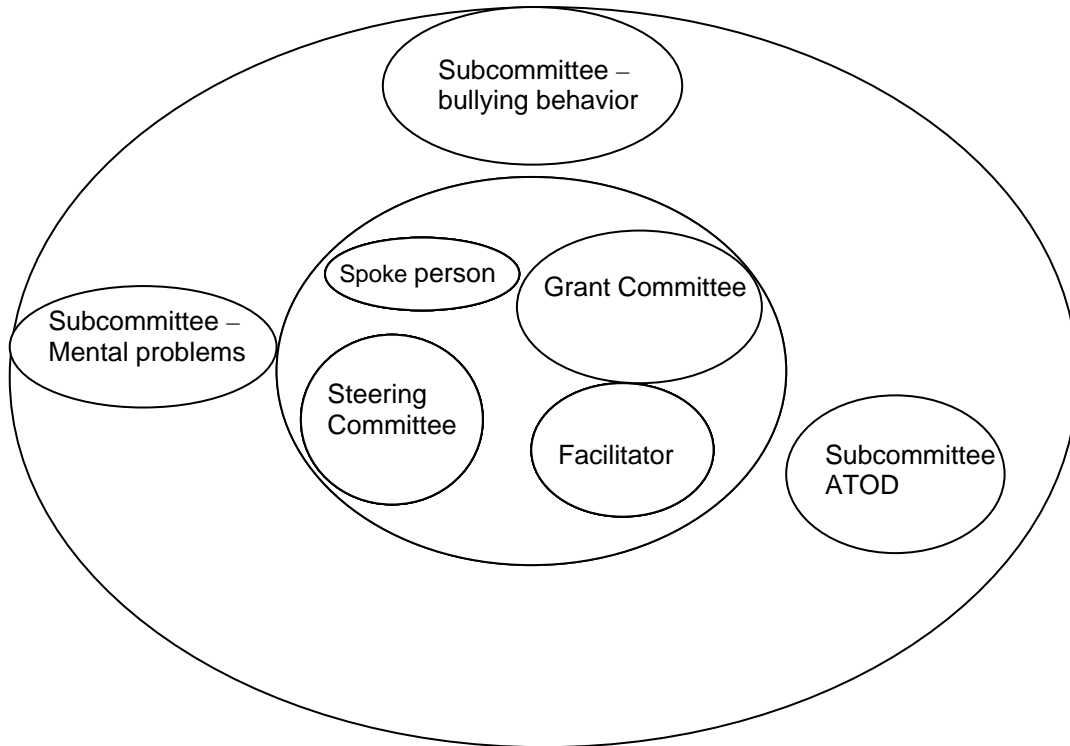 Subcommittee –
bullying behavior
Spoke person
Grant Committee
Subcommittee –
Mental problems
Steering
Committee
Facilitator
Subcommittee
ATOD